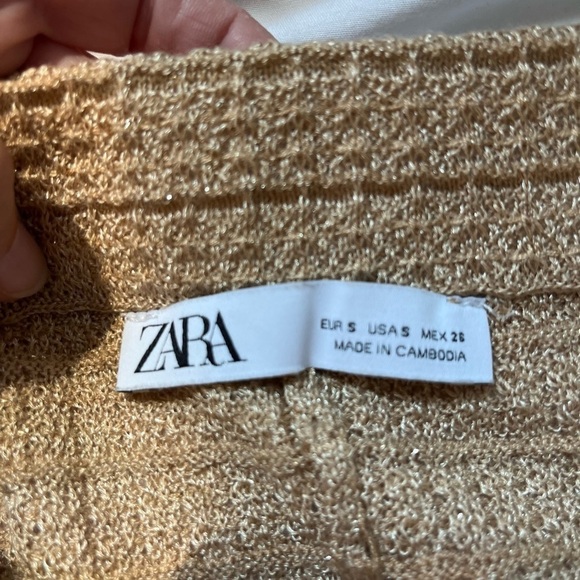 ZARA
EUR S USA S MEX 26
MADE IN CAMBODIA